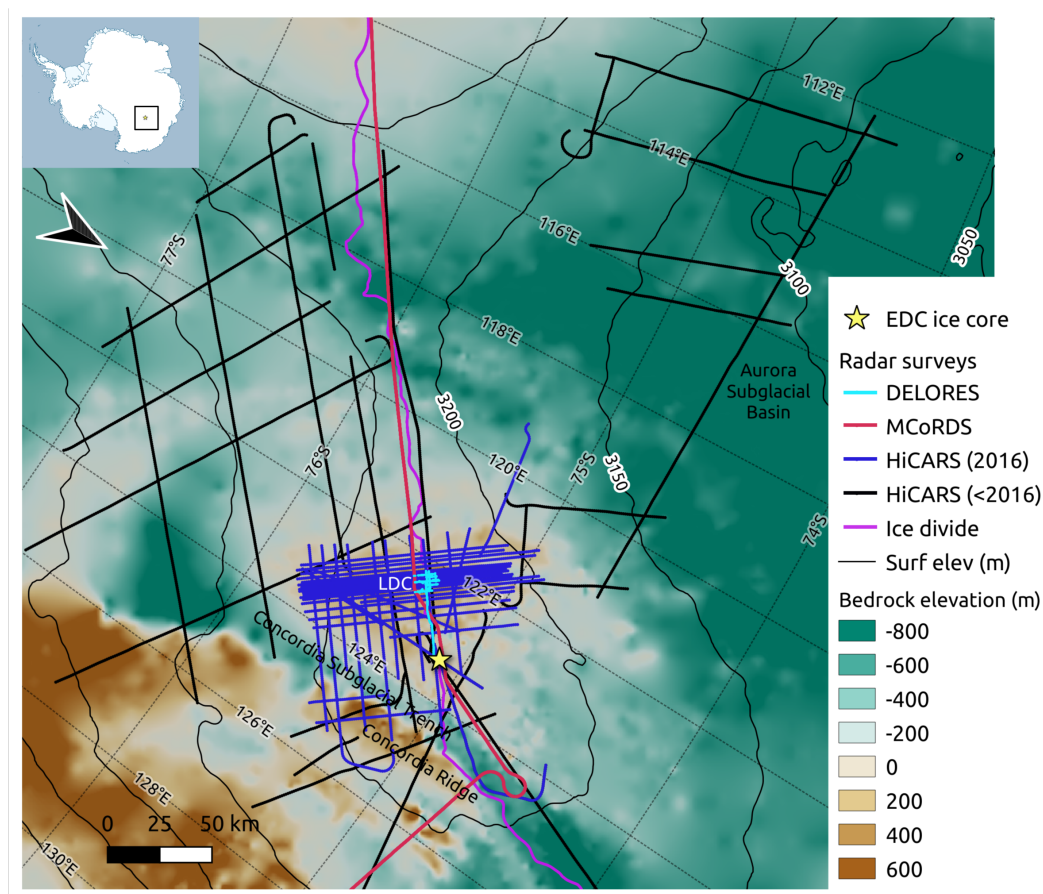 112°E
114°E
116°E
77°S
3050
3100
118°E
EDC ice core
Radar surveys
Aurora
Subglacial
Basin
DELORES
MCoRDS
3200
HiCARS (2016)
76°S
120°E
75°S
3150
HiCARS (<2016)
Ice divide
74°S
Surf elev (m)
LDC
122°E
Bedrock elevation (m)
-800
Concordia Subglacial Trench
124°E
-600
-400
126°E
-200
Concordia Ridge
0
128°E
200
0 25 50 km
400
130°E
600